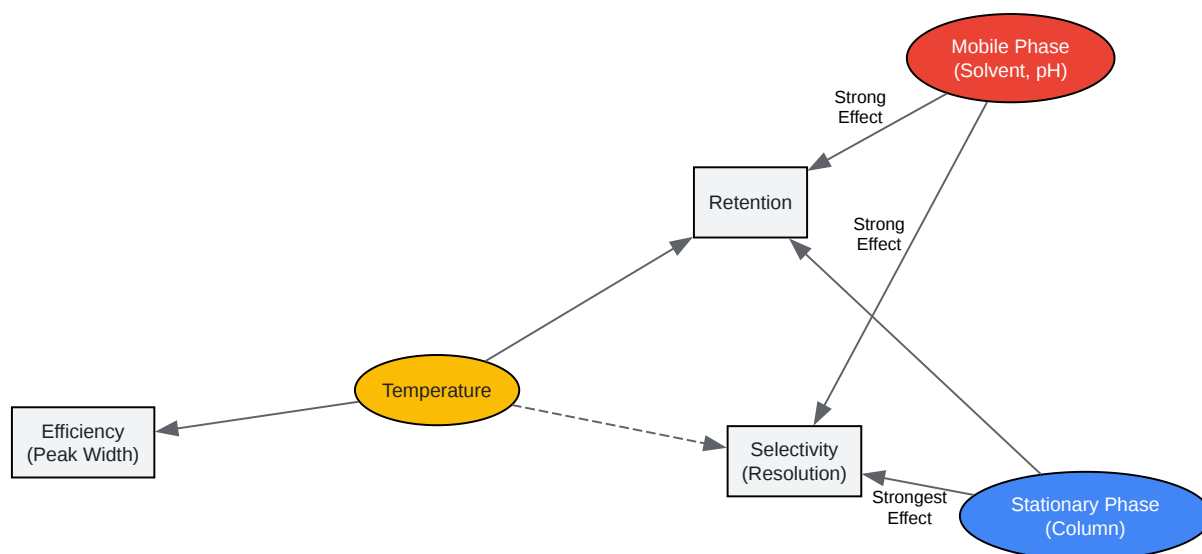 Mobile Phase
(Solvent, pH)
Strong
Effect
Retention
Strong
Effect
Temperature
Efficiency
(Peak Width)
Selectivity
(Resolution)
Strongest
Effect
Stationary Phase
(Column)